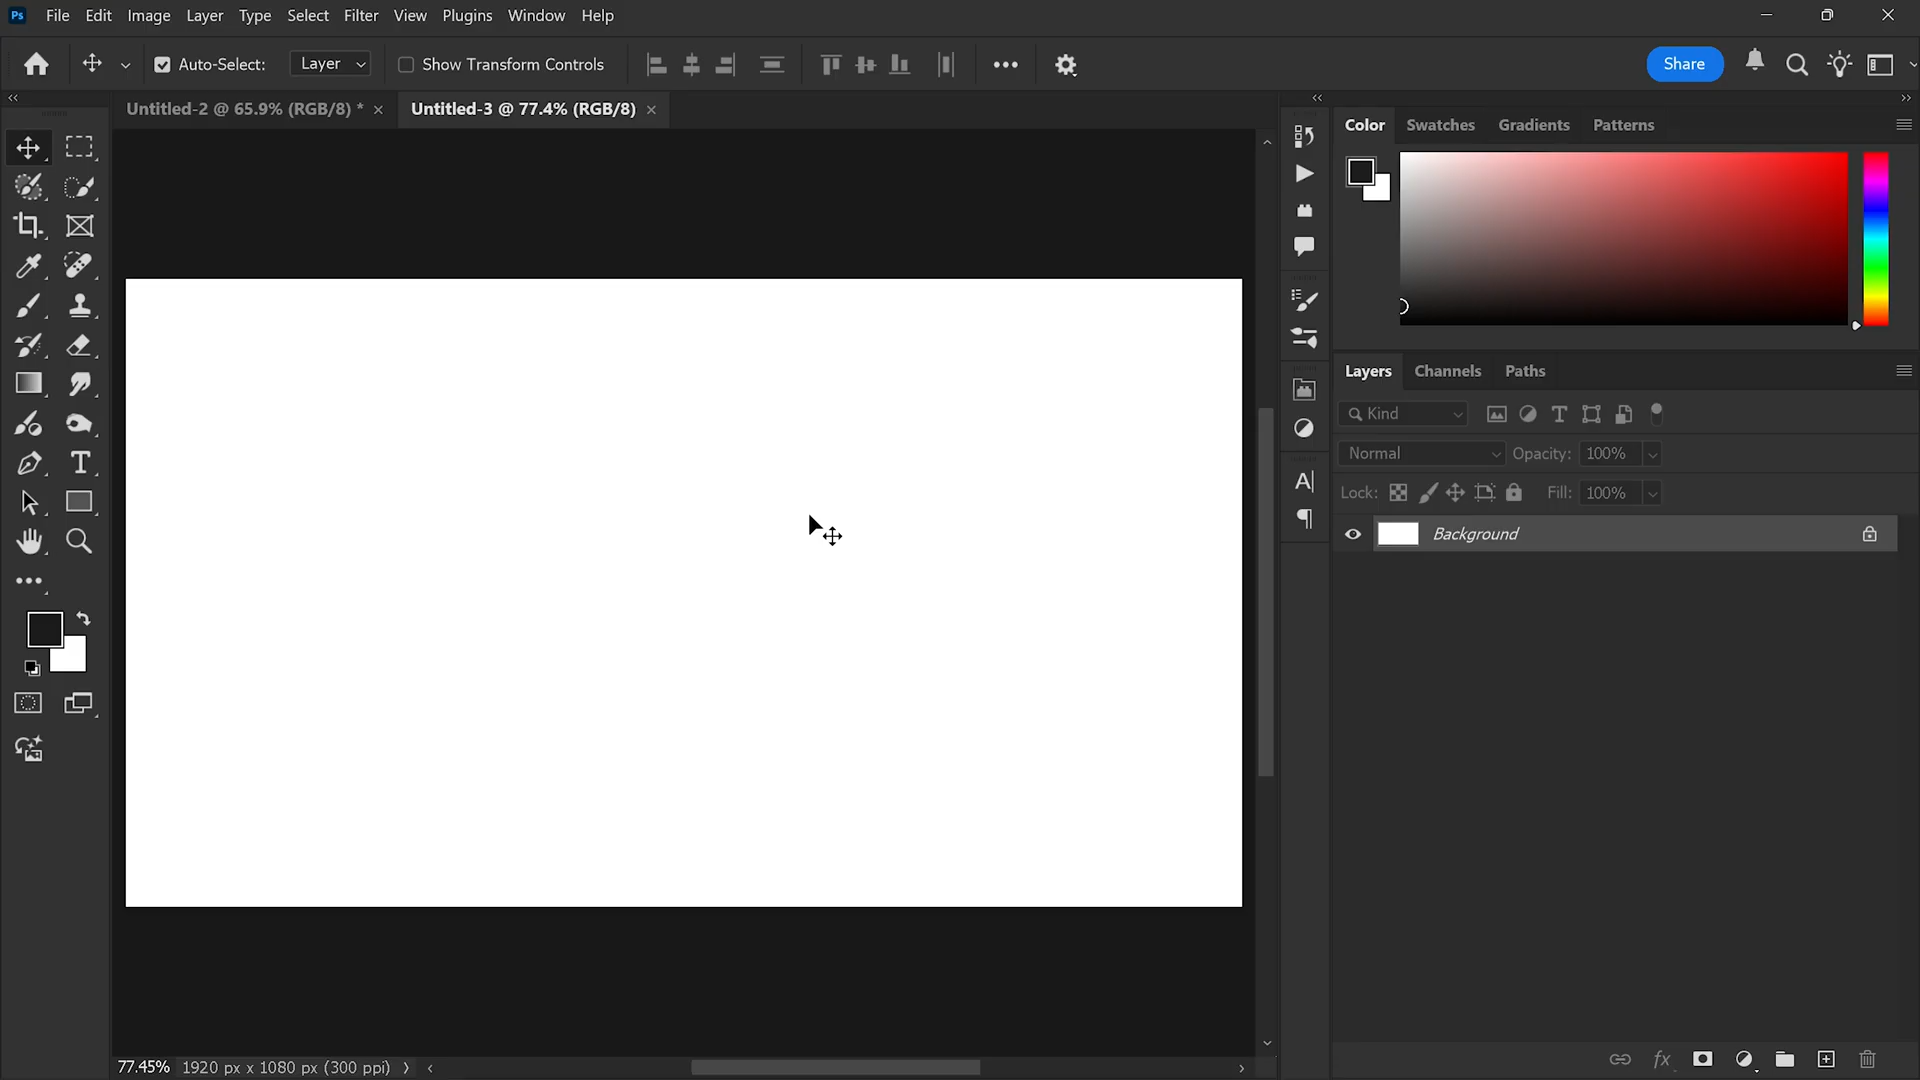 Ps File Edit Image Layer Type Select Filter View Plugins Window Help
Auto-Select: Layer Show Transform Controls Share
Untitled-2 @ 65.9% (RGB/8) * Untitled-3 @ 77.4% (RGB/8)
Color Swatches Gradients Patterns
Layers Channels Paths
Kind
Normal Opacity: 100%
Lock: Fill: 100%
Background
77.45% 1920 px x 1080 px (300 ppi)